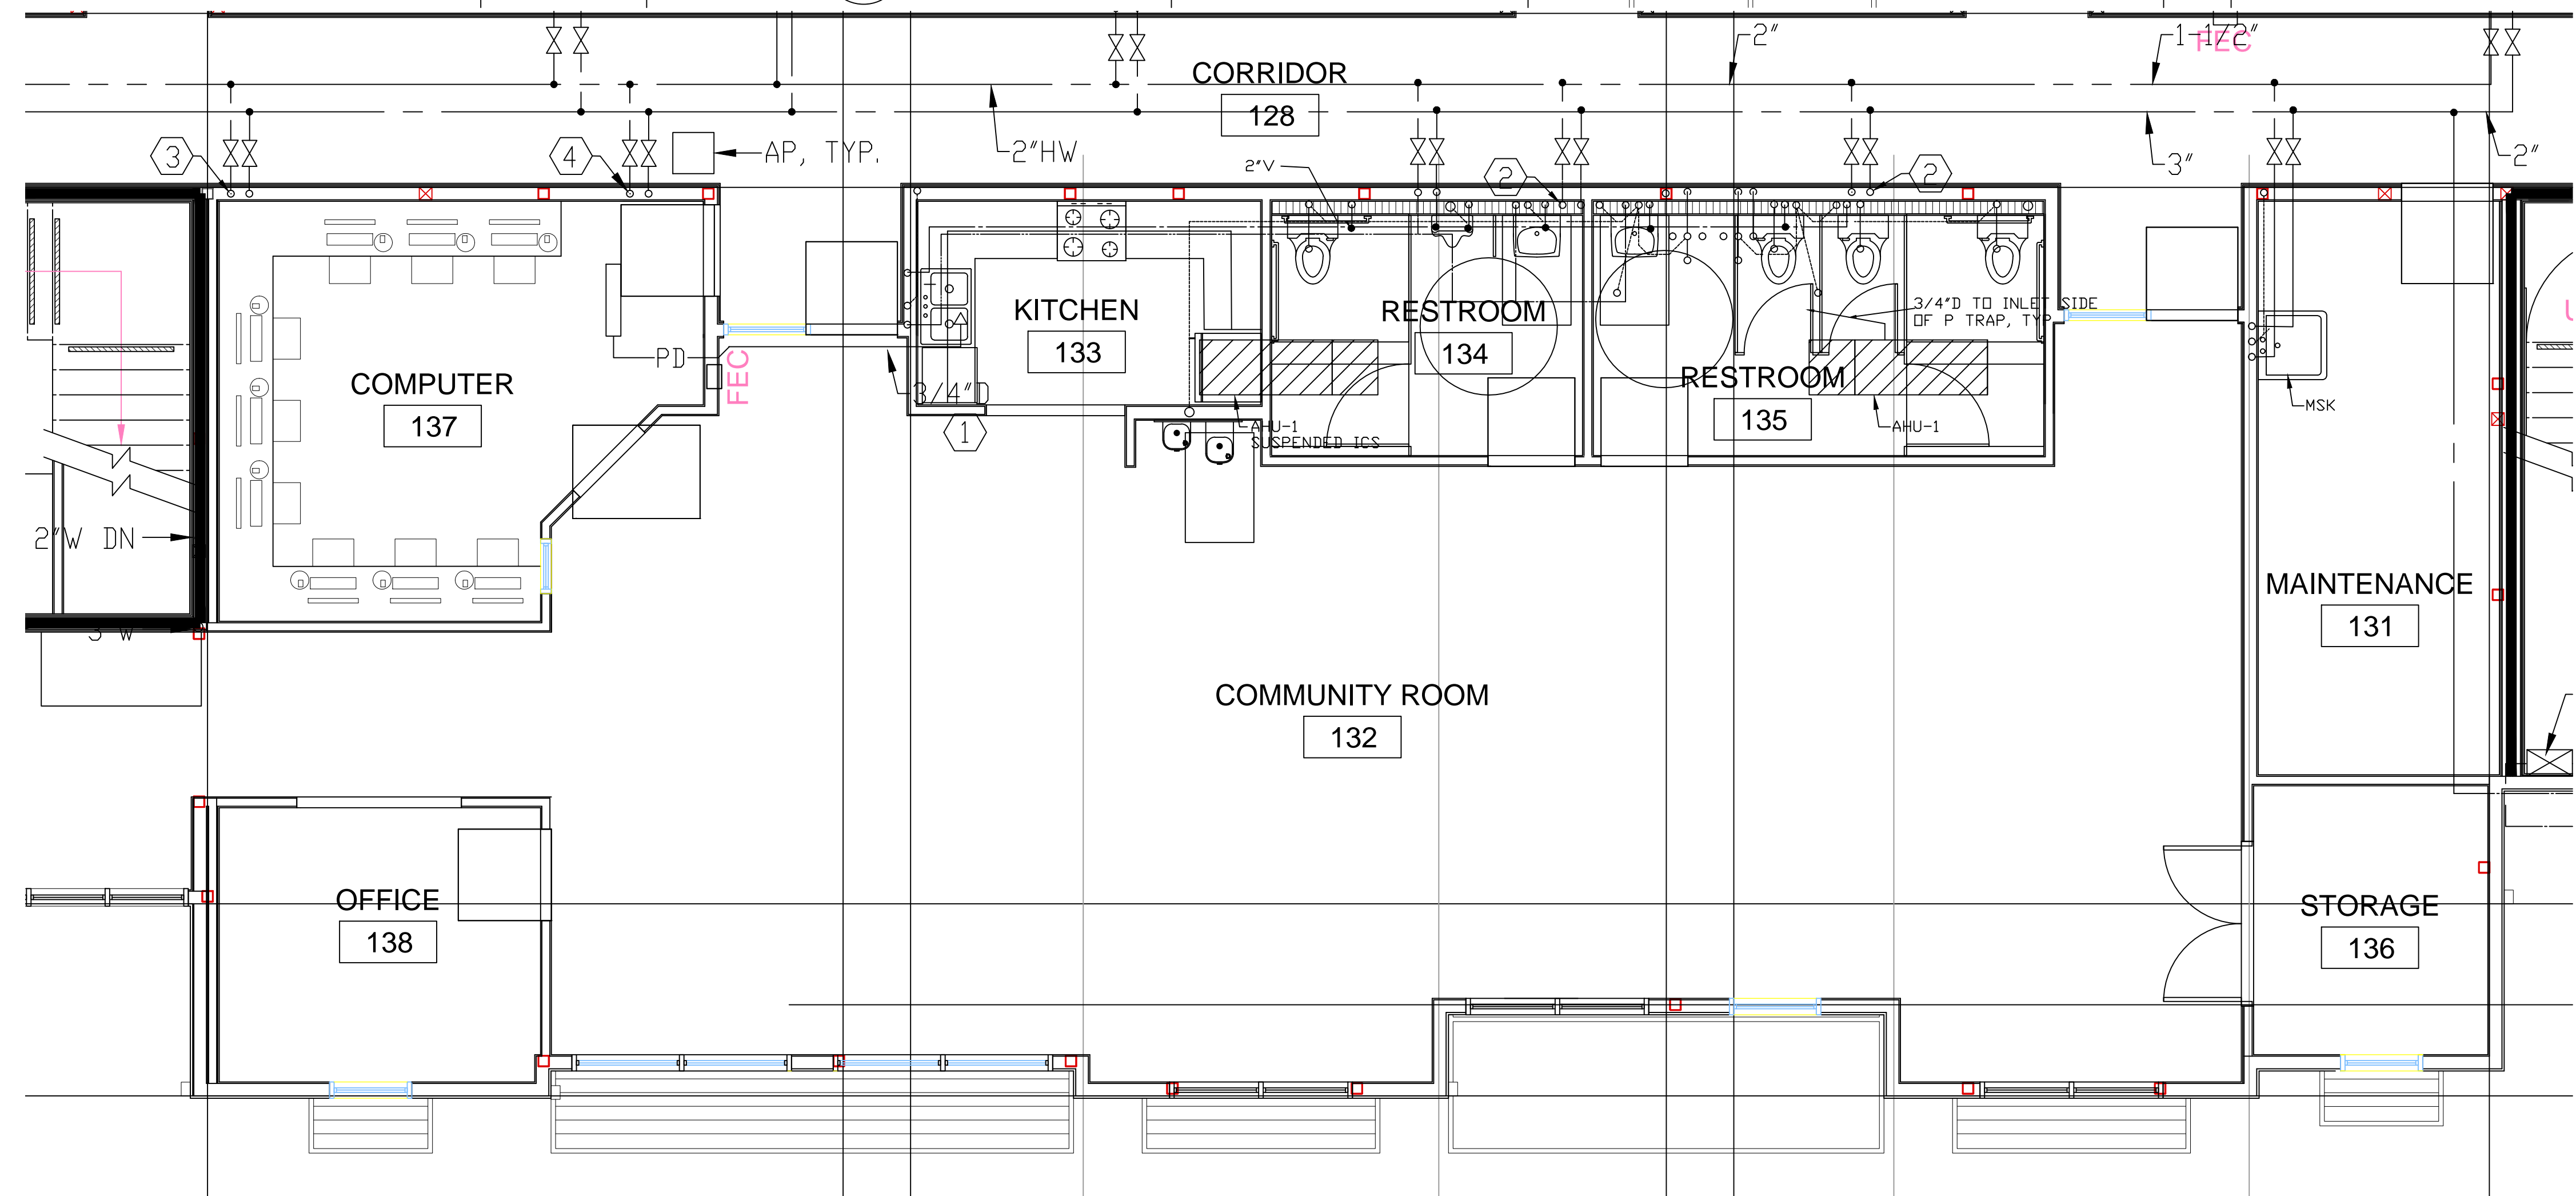 2"
1-1/2"
FEC
CORRIDOR
128
3
4
AP, TYP.
2"HW
2"V
2
2
3"
2"
KITCHEN
133
RESTROOM
134
3/4"D TO INLET SIDE
OF P TRAP, TYP
PD
FEC
3/4"D
COMPUTER
137
RESTROOM
135
MSK
1
AHU-1
SUSPENDED ICS
AHU-1
2"W DN
3"W
MAINTENANCE
131
COMMUNITY ROOM
132
OFFICE
138
STORAGE
136